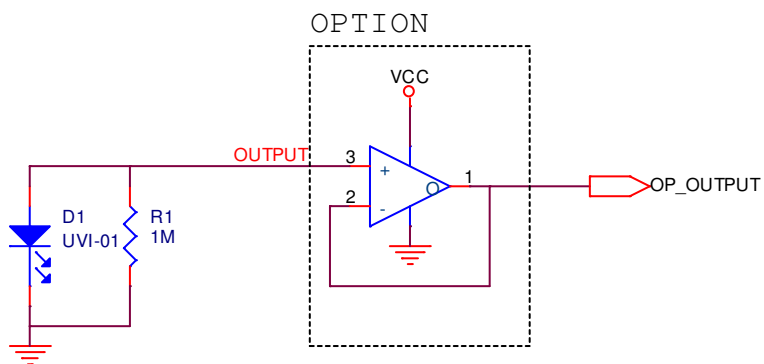 OPTION
VCC
OUTPUT
3
+
2
-
O
1
OP_OUTPUT
D1
UVI-01
R1
1M